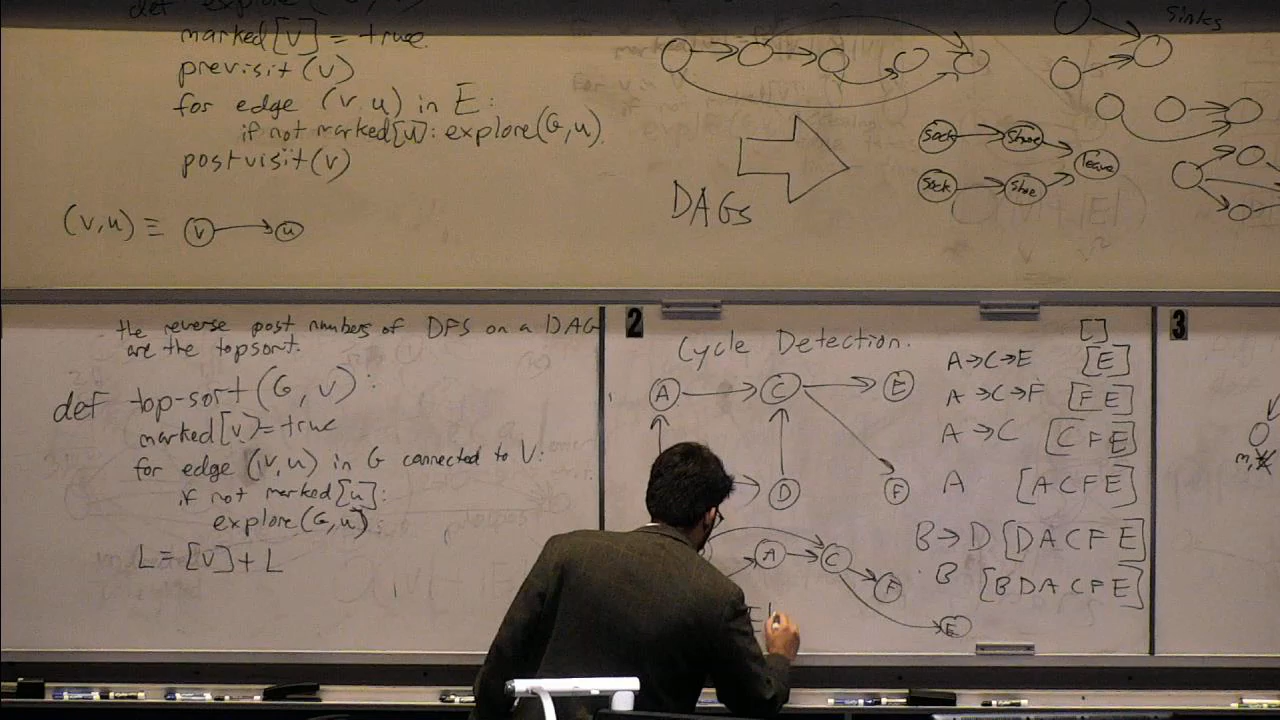 def explore
marked[v] = true
previsit(v)
for edge (v,u) in E:
if not marked[u]: explore(G,u)
postvisit(v)
(v,u) ≡ v u
DAGs
sock shoe
sock shoe
leave
sinks
the reverse post numbers of DFS on a DAG
are the topsort.
def top-sort(G, V):
marked[v]=true
for edge (v,u) in G connected to V:
if not marked[u]:
explore(G,u)
L = [v]+L
2
Cycle Detection.
A C E
D F
A C F
E
[ ]
A→C→E [E]
A→C→F [F E]
A→C [C F E]
A [A C F E]
B→D [D A C F E]
B [B D A C F E]
3